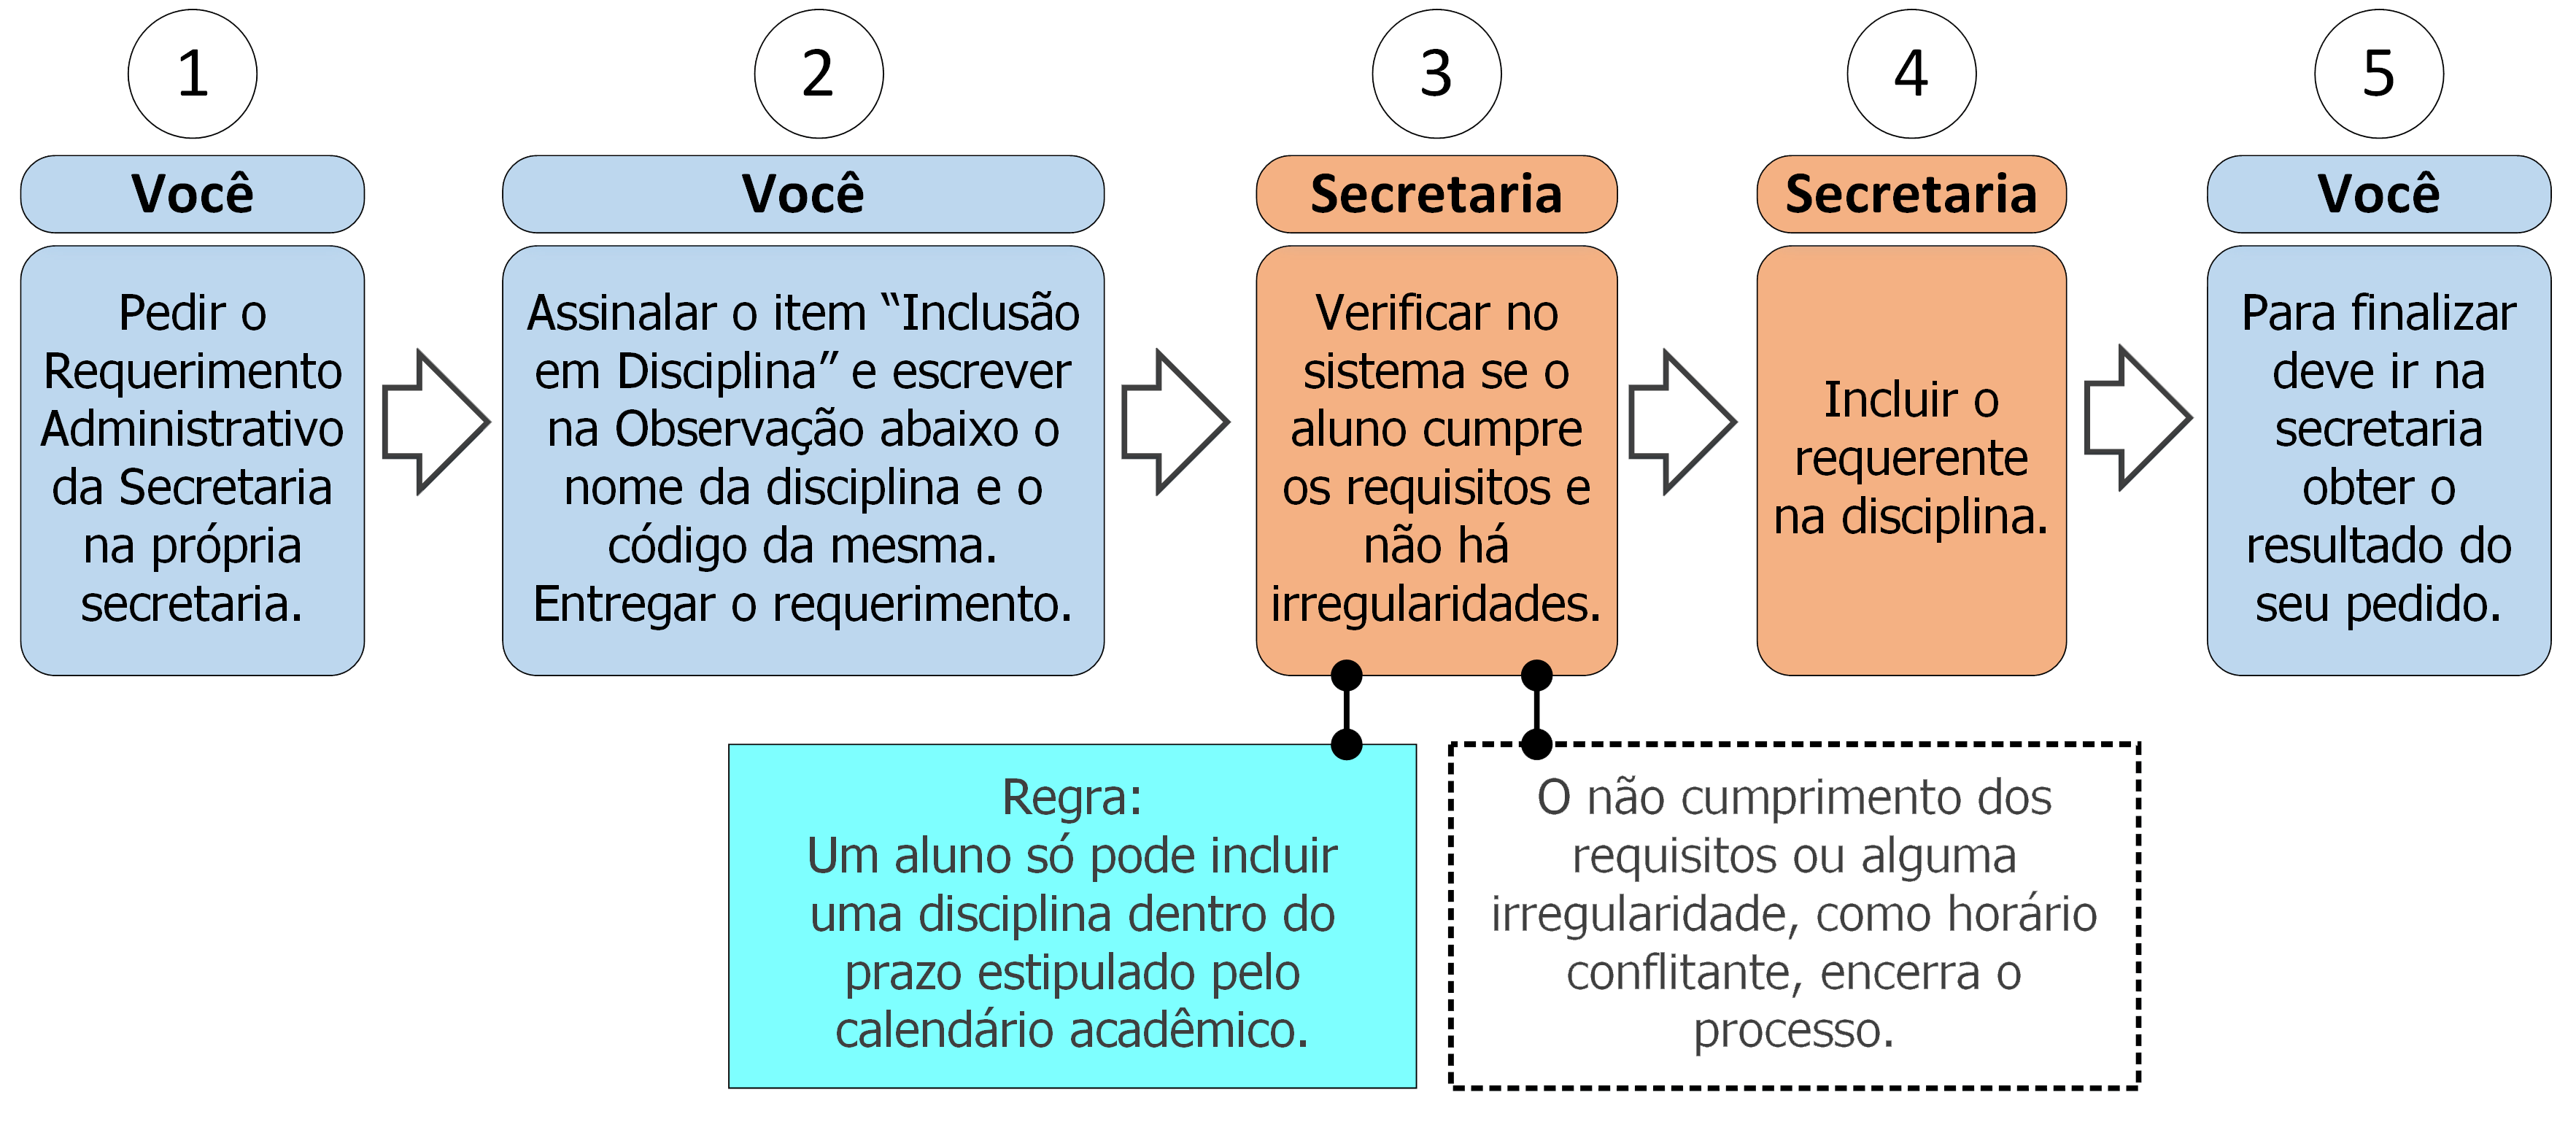 1
Você
Pedir o
Requerimento
Administrativo
da Secretaria
na própria
secretaria.
2
Você
Assinalar o item “Inclusão
em Disciplina” e escrever
na Observação abaixo o
nome da disciplina e o
código da mesma.
Entregar o requerimento.
3
Secretaria
Verificar no
sistema se o
aluno cumpre
os requisitos e
não há
irregularidades.
4
Secretaria
Incluir o
requerente
na disciplina.
5
Você
Para finalizar
deve ir na
secretaria
obter o
resultado do
seu pedido.
Regra:
Um aluno só pode incluir
uma disciplina dentro do
prazo estipulado pelo
calendário acadêmico.
O não cumprimento dos
requisitos ou alguma
irregularidade, como horário
conflitante, encerra o
processo.